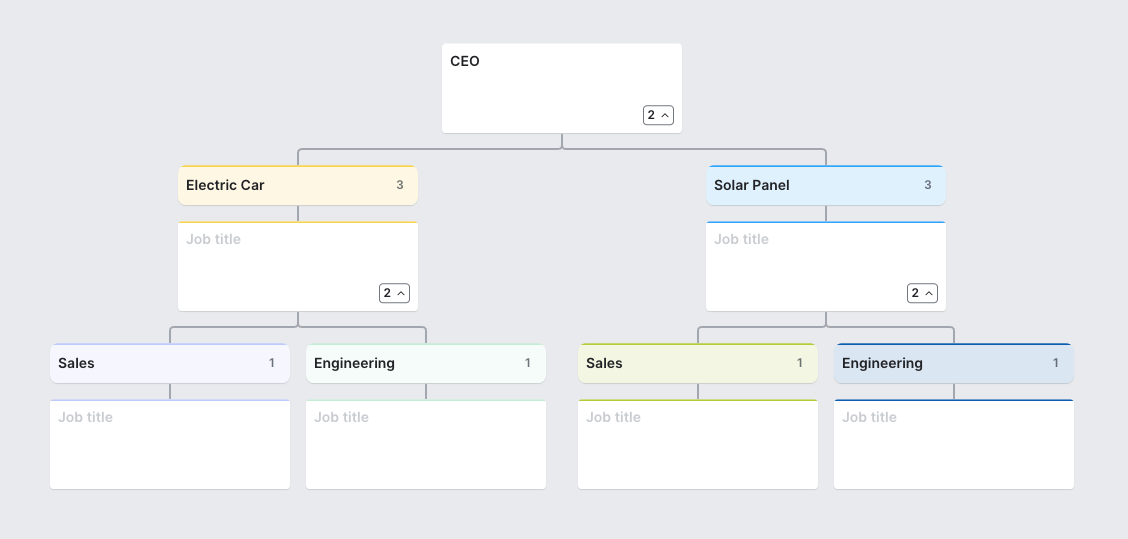 CEO
2
Electric Car 3
Solar Panel 3
Job title
Job title
2
2
Sales 1
Engineering 1
Sales 1
Engineering 1
Job title
Job title
Job title
Job title